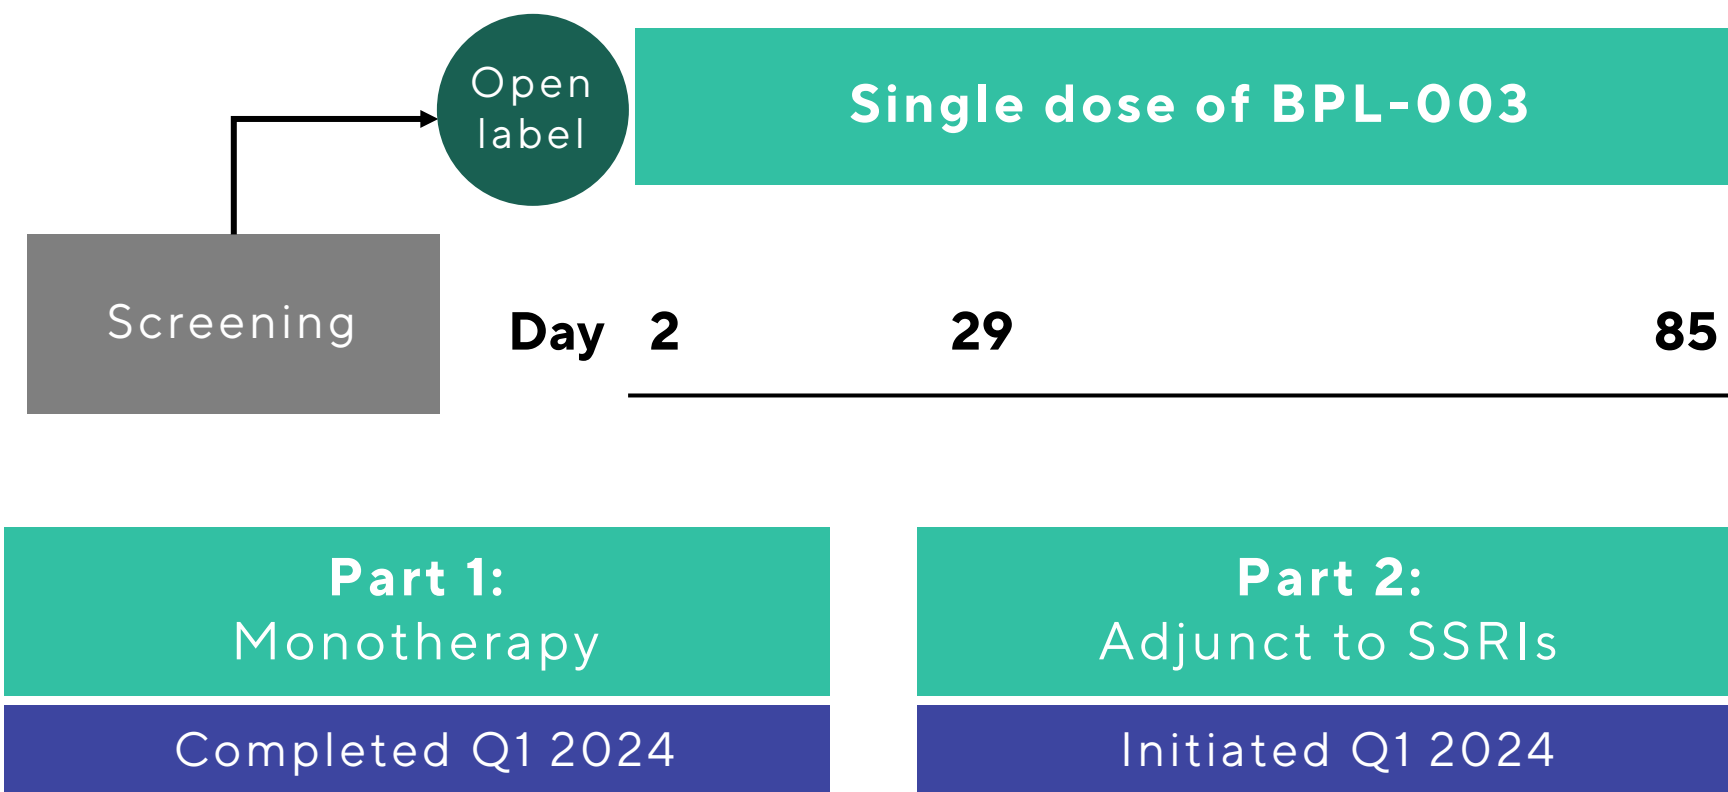 Open
label
Single dose of BPL-003
Screening
Day 2 29 85
Part 1:
Monotherapy
Completed Q1 2024
Part 2:
Adjunct to SSRIs
Initiated Q1 2024